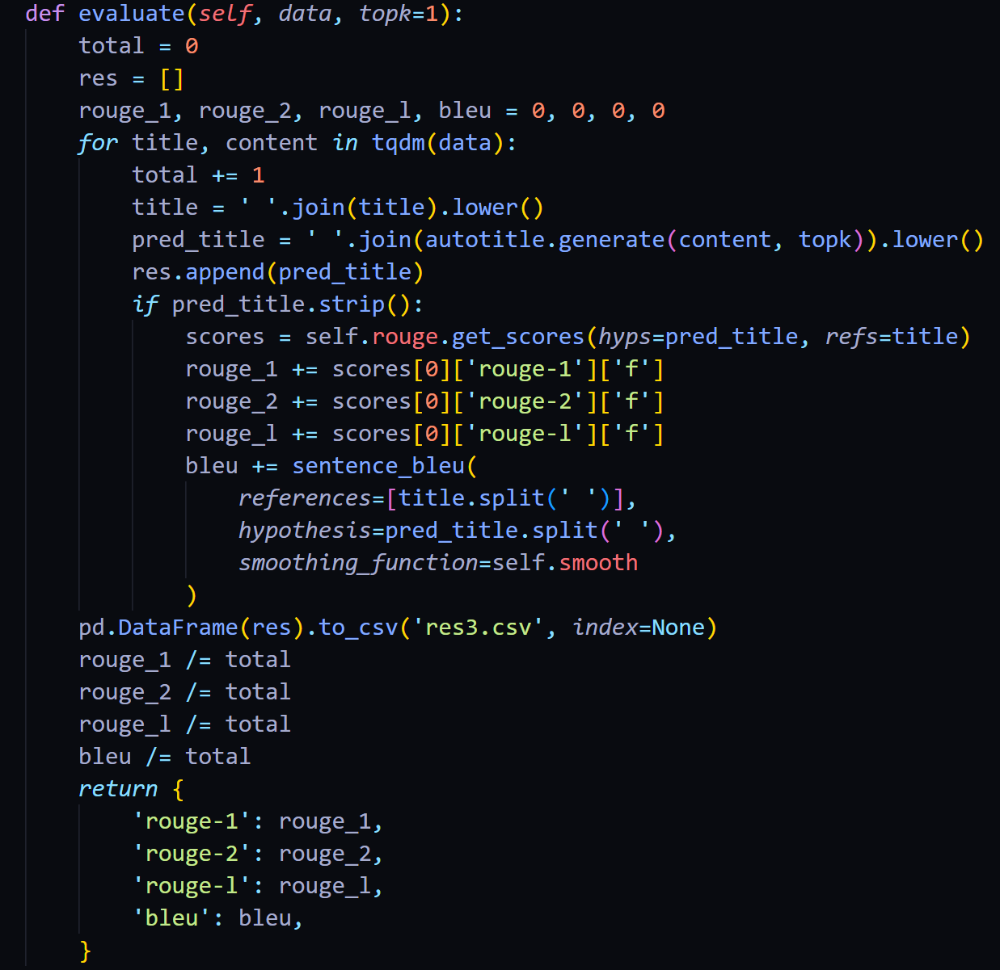 def evaluate(self, data, topk=1):
    total = 0
    res = []
    rouge_1, rouge_2, rouge_l, bleu = 0, 0, 0, 0
    for title, content in tqdm(data):
        total += 1
        title = ' '.join(title).lower()
        pred_title = ' '.join(autotitle.generate(content, topk)).lower()
        res.append(pred_title)
        if pred_title.strip():
            scores = self.rouge.get_scores(hyps=pred_title, refs=title)
            rouge_1 += scores[0]['rouge-1']['f']
            rouge_2 += scores[0]['rouge-2']['f']
            rouge_l += scores[0]['rouge-l']['f']
            bleu += sentence_bleu(
                references=[title.split(' ')],
                hypothesis=pred_title.split(' '),
                smoothing_function=self.smooth
            )
    pd.DataFrame(res).to_csv('res3.csv', index=None)
    rouge_1 /= total
    rouge_2 /= total
    rouge_l /= total
    bleu /= total
    return {
        'rouge-1': rouge_1,
        'rouge-2': rouge_2,
        'rouge-l': rouge_l,
        'bleu': bleu,
    }